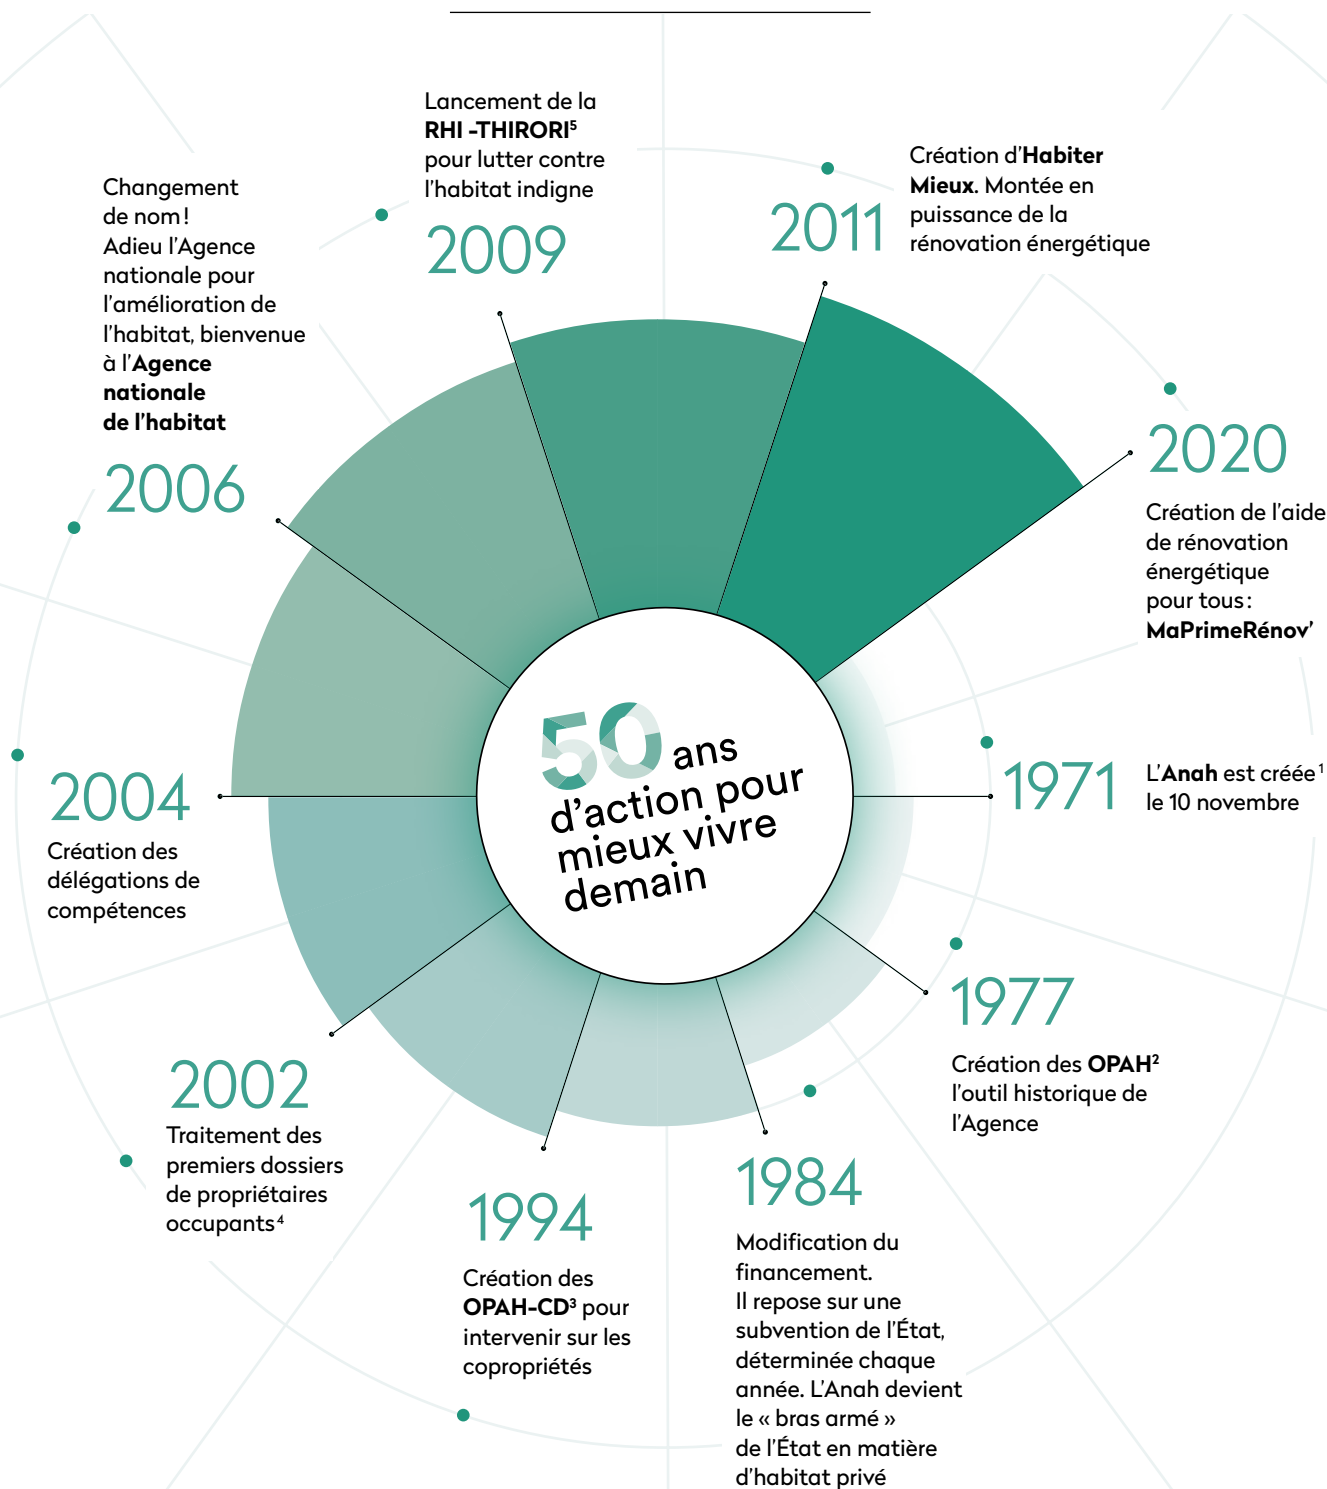 50 ans
d'action pour
mieux vivre
demain
1971
L'Anah est créée¹
le 10 novembre
1977
Création des OPAH²
l'outil historique de
l'Agence
1984
Modification du
financement.
Il repose sur une
subvention de l'État,
déterminée chaque
année. L'Anah devient
le « bras armé »
de l'État en matière
d'habitat privé
1994
Création des
OPAH-CD³ pour
intervenir sur les
copropriétés
2002
Traitement des
premiers dossiers
de propriétaires
occupants⁴
2004
Création des
délégations de
compétences
Changement
de nom !
Adieu l'Agence
nationale pour
l'amélioration de
l'habitat, bienvenue
à l'Agence
nationale
de l'habitat
2006
Lancement de la
RHI -THIRORI⁵
pour lutter contre
l'habitat indigne
2009
2011
Création d'Habiter
Mieux. Montée en
puissance de la
rénovation énergétique
2020
Création de l'aide
de rénovation
énergétique
pour tous :
MaPrimeRénov'